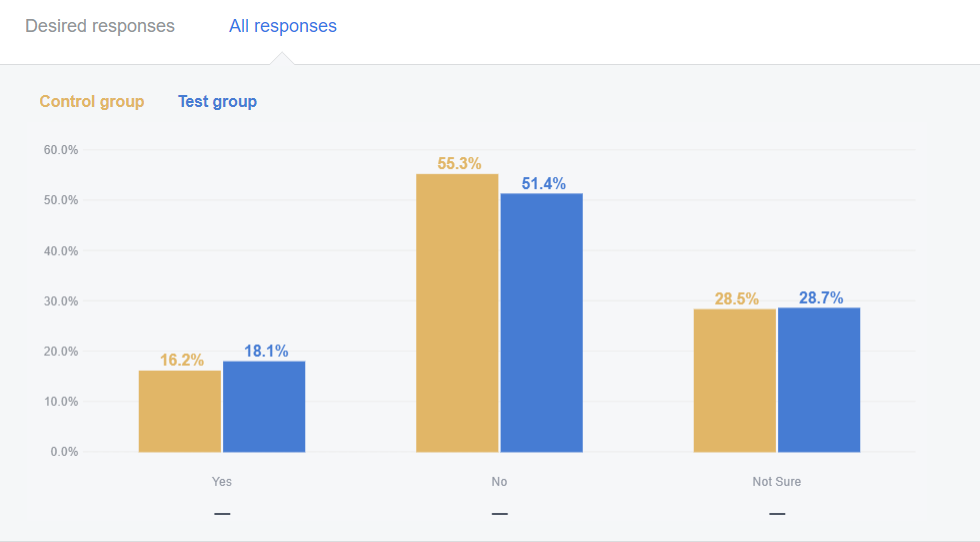 Desired responses All responses
Control group Test group
60.0%
55.3%
51.4%
50.0%
40.0%
30.0%
28.5% 28.7%
20.0%
16.2% 18.1%
10.0%
0.0%
Yes No Not Sure
— — —